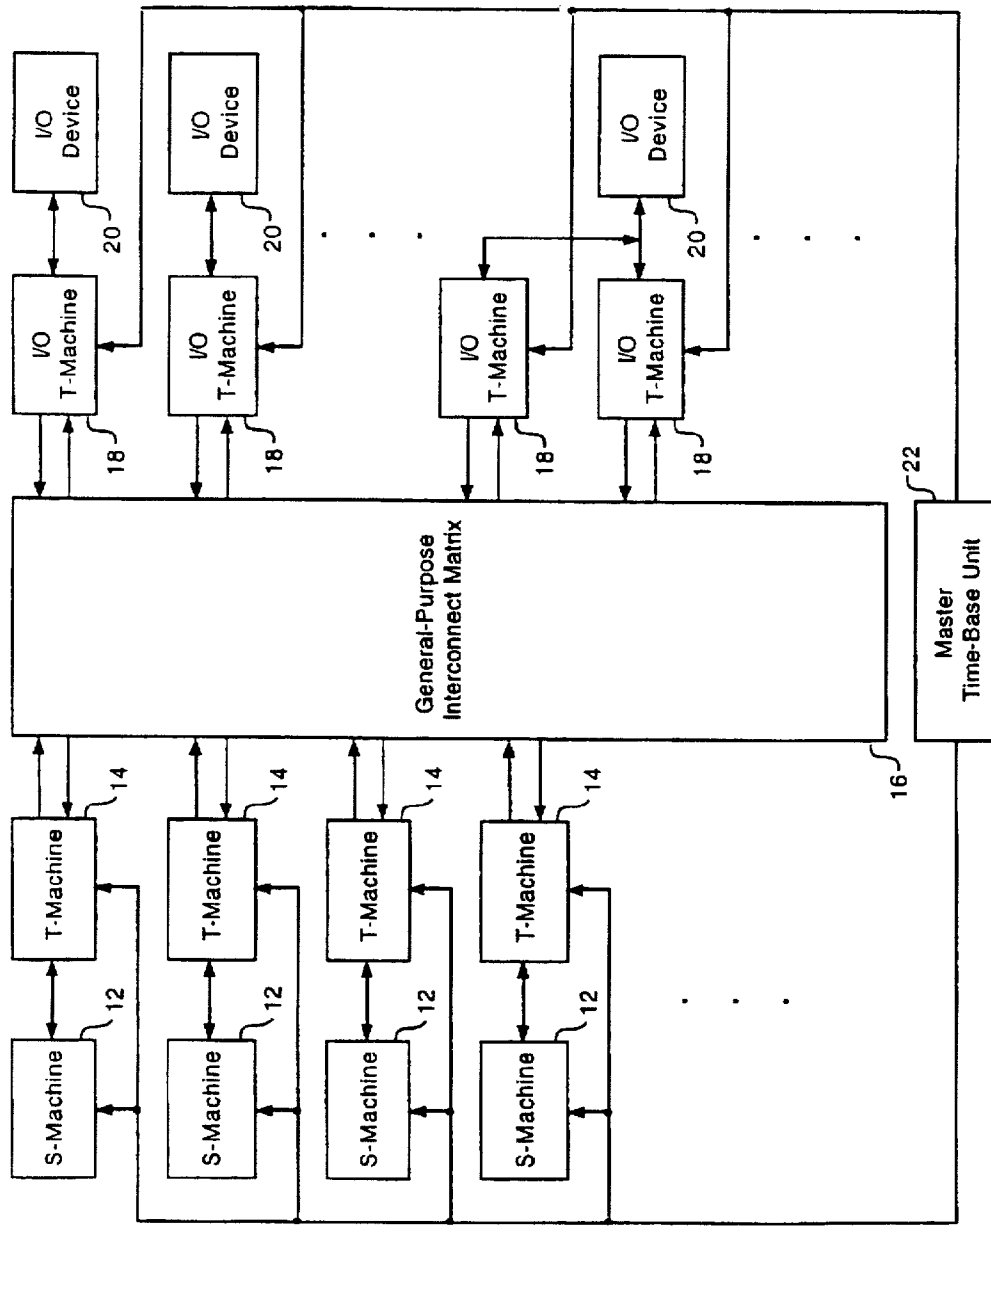 S-Machine
T-Machine
I/O
T-Machine
I/O
Device
12
14
18
20
S-Machine
T-Machine
I/O
T-Machine
I/O
Device
12
14
18
20
S-Machine
T-Machine
12
14
General-Purpose
Interconnect Matrix
I/O
T-Machine
18
S-Machine
T-Machine
12
14
I/O
T-Machine
I/O
Device
18
20
16
22
Master
Time-Base Unit